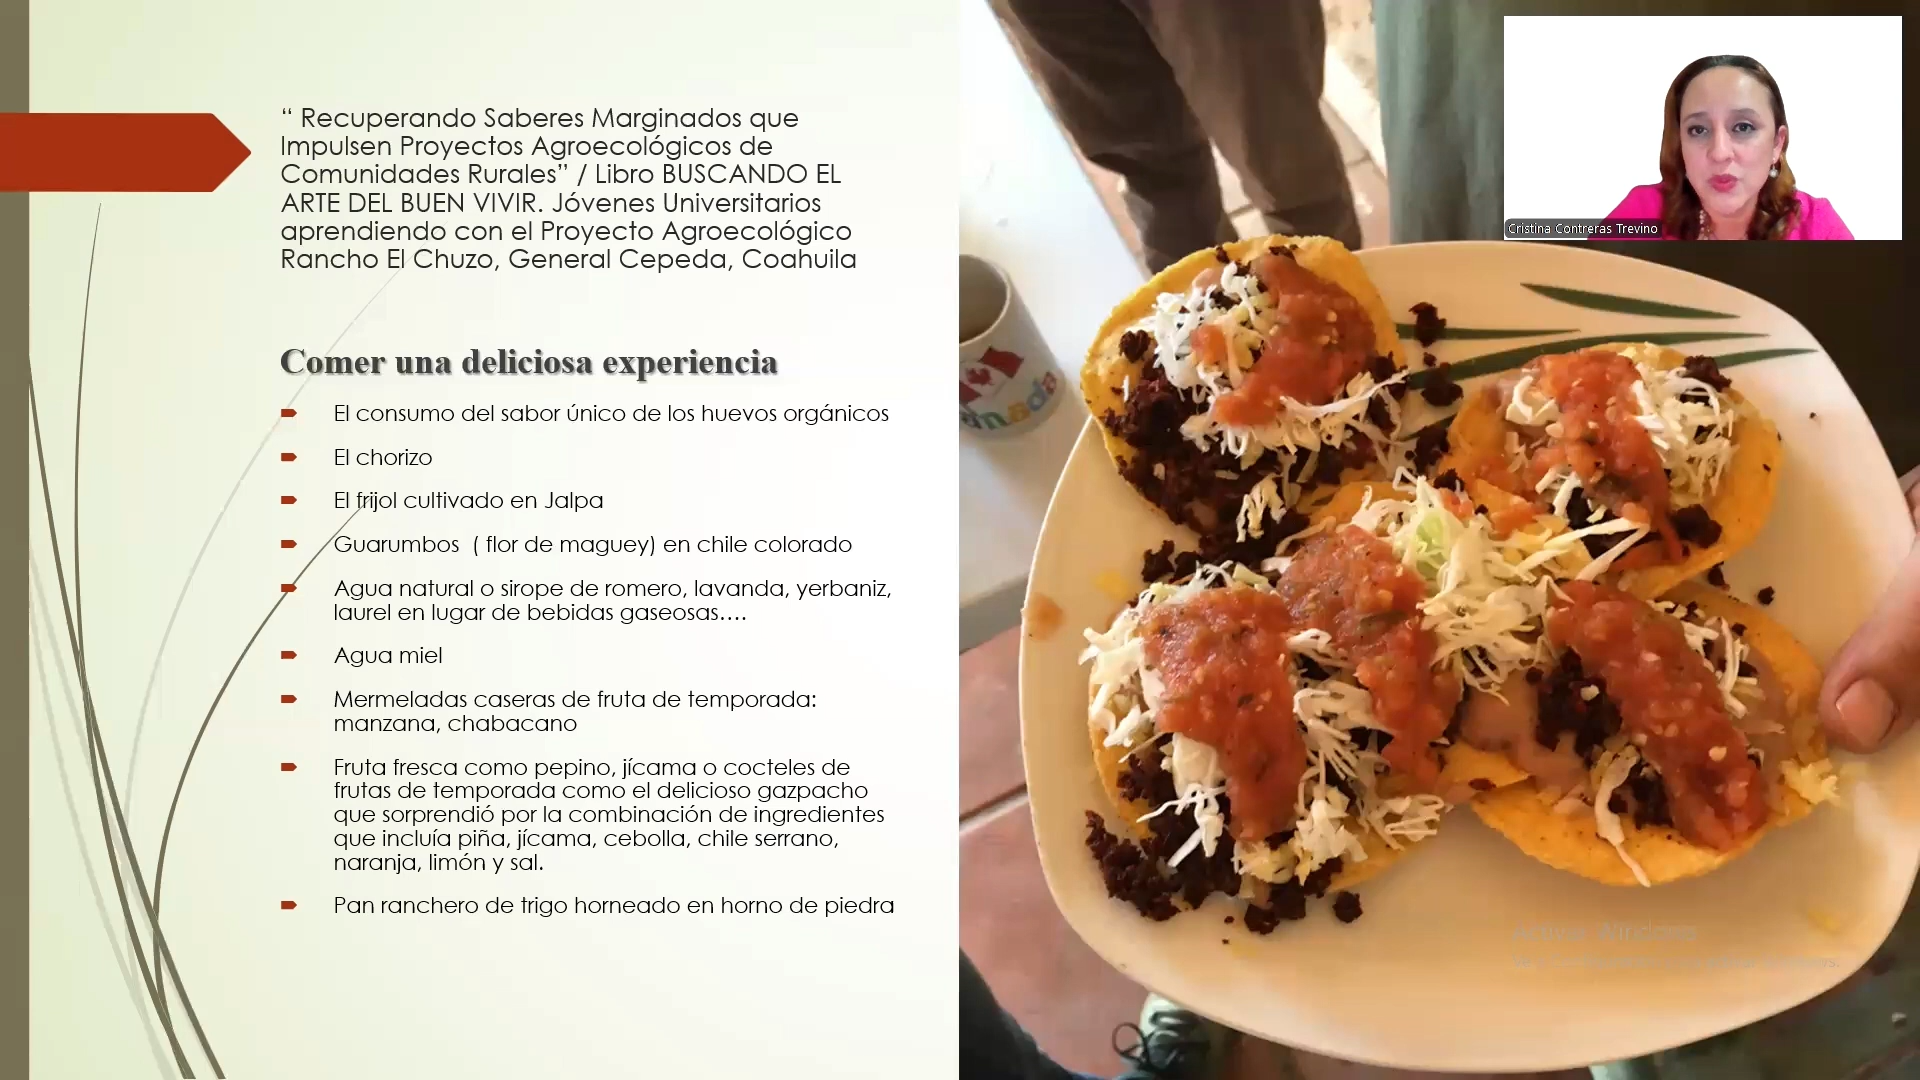 “ Recuperando Saberes Marginados que
Impulsen Proyectos Agroecológicos de
Comunidades Rurales” / Libro BUSCANDO EL
ARTE DEL BUEN VIVIR. Jóvenes Universitarios
aprendiendo con el Proyecto Agroecológico
Rancho El Chuzo, General Cepeda, Coahuila
Comer una deliciosa experiencia
El consumo del sabor único de los huevos orgánicos
El chorizo
El frijol cultivado en Jalpa
Guarumbos ( flor de maguey) en chile colorado
Agua natural o sirope de romero, lavanda, yerbaniz,
laurel en lugar de bebidas gaseosas....
Agua miel
Mermeladas caseras de fruta de temporada:
manzana, chabacano
Fruta fresca como pepino, jícama o cocteles de
frutas de temporada como el delicioso gazpacho
que sorprendió por la combinación de ingredientes
que incluía piña, jícama, cebolla, chile serrano,
naranja, limón y sal.
Pan ranchero de trigo horneado en horno de piedra
Cristina Contreras Trevino
Activar Windows